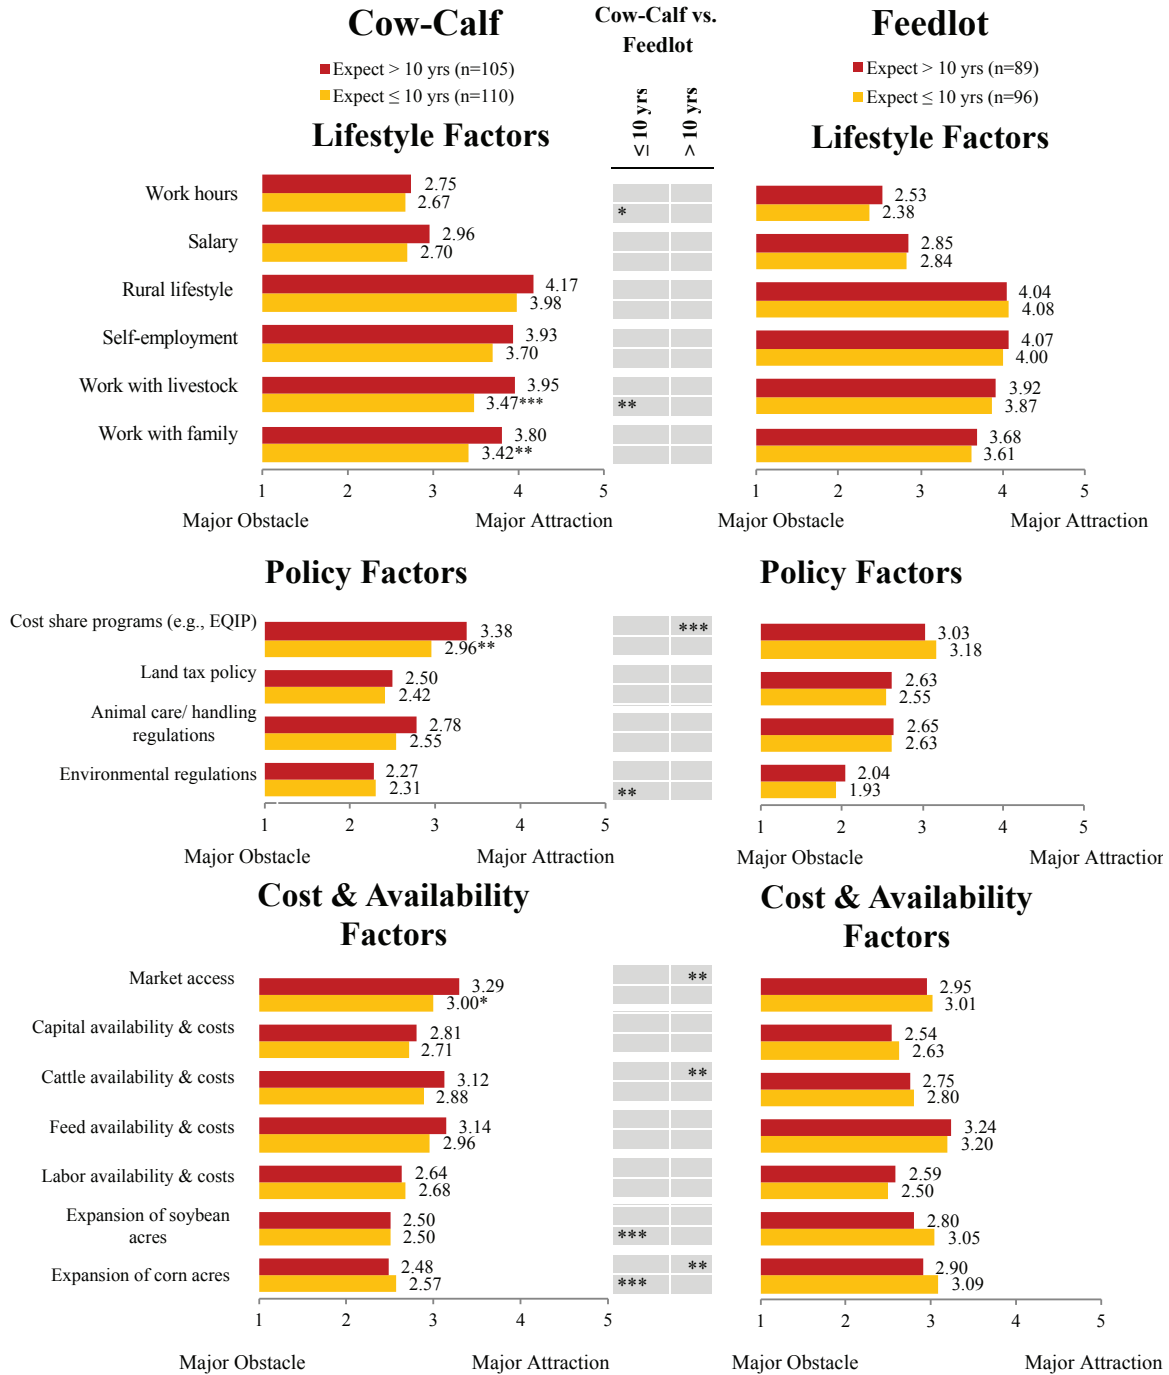 Cow-Calf
Cow-Calf vs.
Feedlot
Feedlot
Expect > 10 yrs (n=105)
Expect ≤ 10 yrs (n=110)
≤ 10 yrs
> 10 yrs
Expect > 10 yrs (n=89)
Expect ≤ 10 yrs (n=96)
Lifestyle Factors
Lifestyle Factors
Work hours
2.75
2.67
*
2.53
2.38
Salary
2.96
2.70
2.85
2.84
Rural lifestyle
4.17
3.98
4.04
4.08
Self-employment
3.93
3.70
4.07
4.00
Work with livestock
3.95
3.47***
**
3.92
3.87
Work with family
3.80
3.42**
3.68
3.61
1 2 3 4 5
1 2 3 4 5
Major Obstacle Major Attraction
Major Obstacle Major Attraction
Policy Factors
Policy Factors
Cost share programs (e.g., EQIP)
3.38
2.96**
***
3.03
3.18
Land tax policy
2.50
2.42
2.63
2.55
Animal care/ handling
regulations
2.78
2.55
2.65
2.63
Environmental regulations
2.27
2.31
**
2.04
1.93
1 2 3 4 5
1 2 3 4 5
Major Obstacle Major Attraction
Major Obstacle Major Attraction
Cost & Availability
Factors
Cost & Availability
Factors
Market access
3.29
3.00*
**
2.95
3.01
Capital availability & costs
2.81
2.71
2.54
2.63
Cattle availability & costs
3.12
2.88
**
2.75
2.80
Feed availability & costs
3.14
2.96
3.24
3.20
Labor availability & costs
2.64
2.68
2.59
2.50
Expansion of soybean
acres
2.50
2.50
***
2.80
3.05
Expansion of corn acres
2.48
2.57
**
***
2.90
3.09
1 2 3 4 5
1 2 3 4 5
Major Obstacle Major Attraction
Major Obstacle Major Attraction